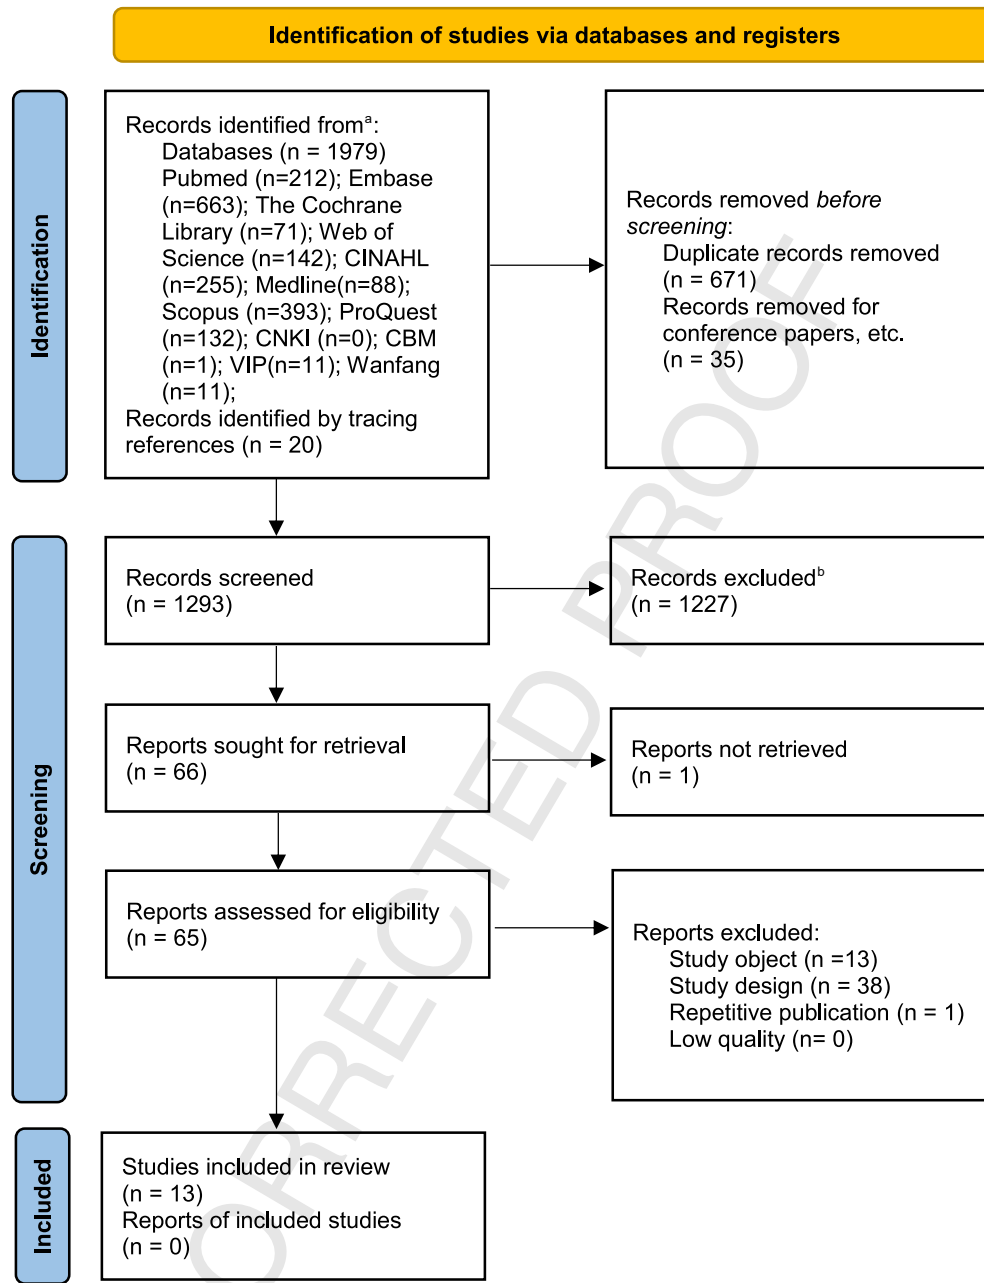 Identification of studies via databases and registers
Identification
Records identified fromᵃ:
Databases (n = 1979)
Pubmed (n=212); Embase
(n=663); The Cochrane
Library (n=71); Web of
Science (n=142); CINAHL
(n=255); Medline(n=88);
Scopus (n=393); ProQuest
(n=132); CNKI (n=0); CBM
(n=1); VIP(n=11); Wanfang
(n=11);
Records identified by tracing
references (n = 20)
Records removed before
screening:
Duplicate records removed
(n = 671)
Records removed for
conference papers, etc.
(n = 35)
Screening
Records screened
(n = 1293)
Records excludedᵇ
(n = 1227)
Reports sought for retrieval
(n = 66)
Reports not retrieved
(n = 1)
Reports assessed for eligibility
(n = 65)
Reports excluded:
Study object (n =13)
Study design (n = 38)
Repetitive publication (n = 1)
Low quality (n= 0)
Included
Studies included in review
(n = 13)
Reports of included studies
(n = 0)
ORRECTED PROOF